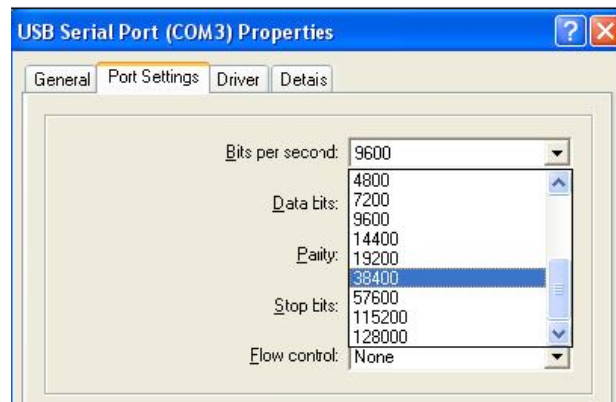 USB Serial Port (COM3) Properties
General Port Settings Driver Detais
Bits per second: 9600
4800
7200
Data bits:
9600
14400
Parity:
19200
38400
Stop bits:
57600
115200
128000
Flow control: None